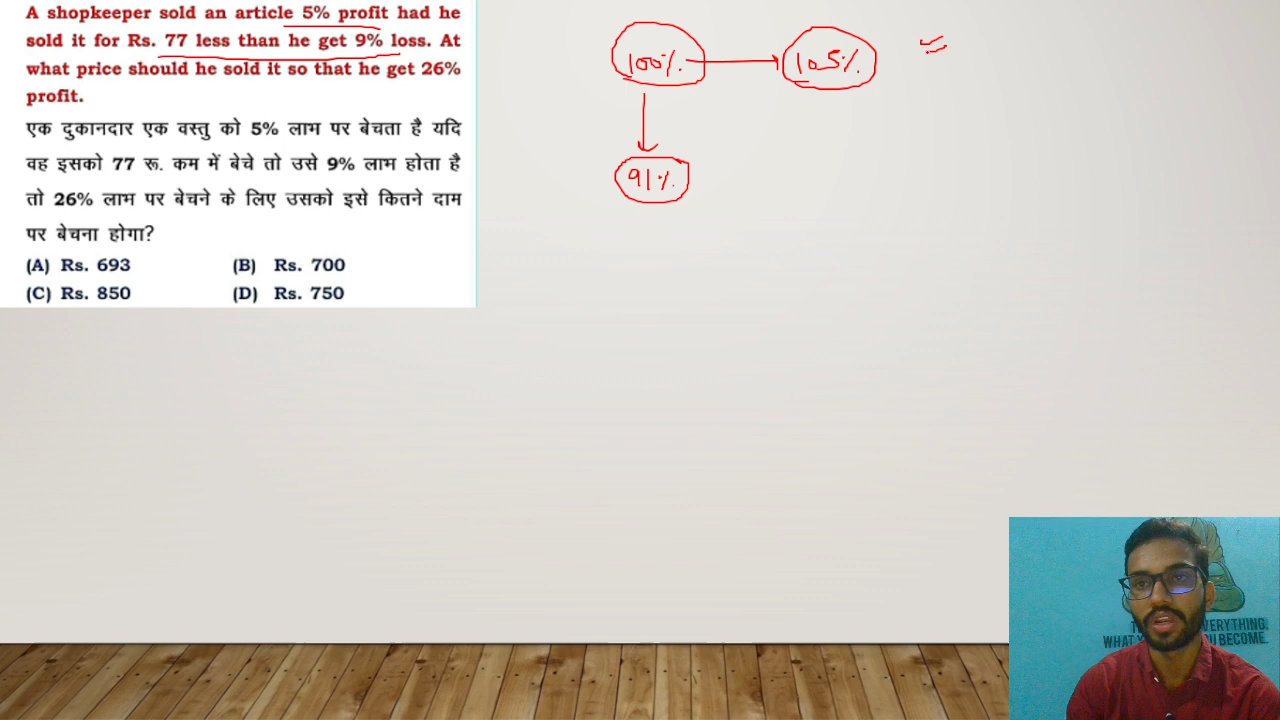 A shopkeeper sold an article 5% profit had he
sold it for Rs. 77 less than he get 9% loss. At
what price should he sold it so that he get 26%
profit.
एक दुकानदार एक वस्तु को 5% लाभ पर बेचता है यदि
वह इसको 77 रू. कम में बेचे तो उसे 9% लाभ होता है
तो 26% लाभ पर बेचने के लिए उसको इसे कितने दाम
पर बेचना होगा?
(A) Rs. 693 (B) Rs. 700
(C) Rs. 850 (D) Rs. 750
100% 105% =
91%
VERYTHING.
WHAT Y U BECOME.